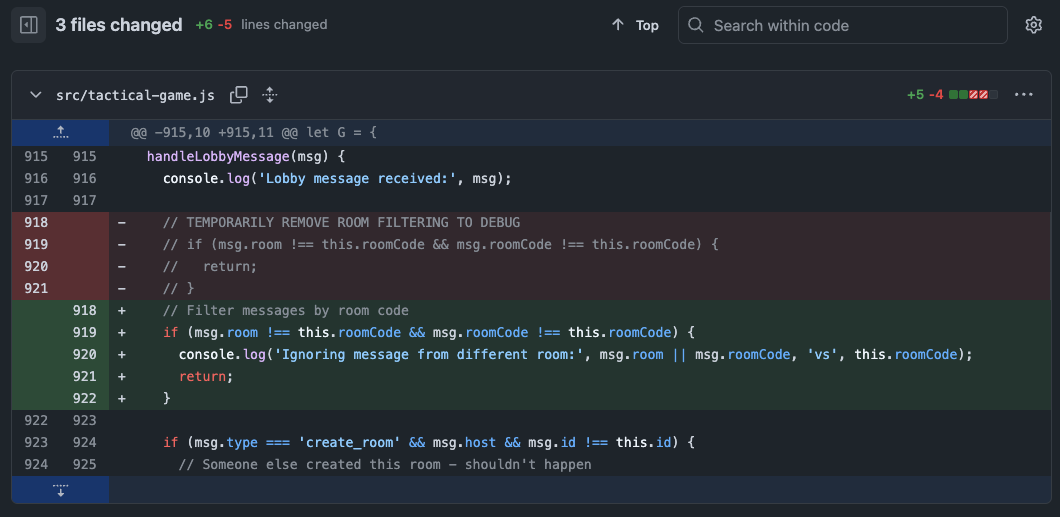 3 files changed +6 -5 lines changed Top Search within code
src/tactical-game.js +5 -4
@@ -915,10 +915,11 @@ let G = {
915 915 handleLobbyMessage(msg) {
916 916 console.log('Lobby message received:', msg);
917 917
918 - // TEMPORARILY REMOVE ROOM FILTERING TO DEBUG
919 - // if (msg.room !== this.roomCode && msg.roomCode !== this.roomCode) {
920 - //   return;
921 - // }
918 + // Filter messages by room code
919 + if (msg.room !== this.roomCode && msg.roomCode !== this.roomCode) {
920 + console.log('Ignoring message from different room:', msg.room || msg.roomCode, 'vs', this.roomCode);
921 + return;
922 + }
922 923
923 924 if (msg.type === 'create_room' && msg.host && msg.id !== this.id) {
924 925 // Someone else created this room – shouldn't happen